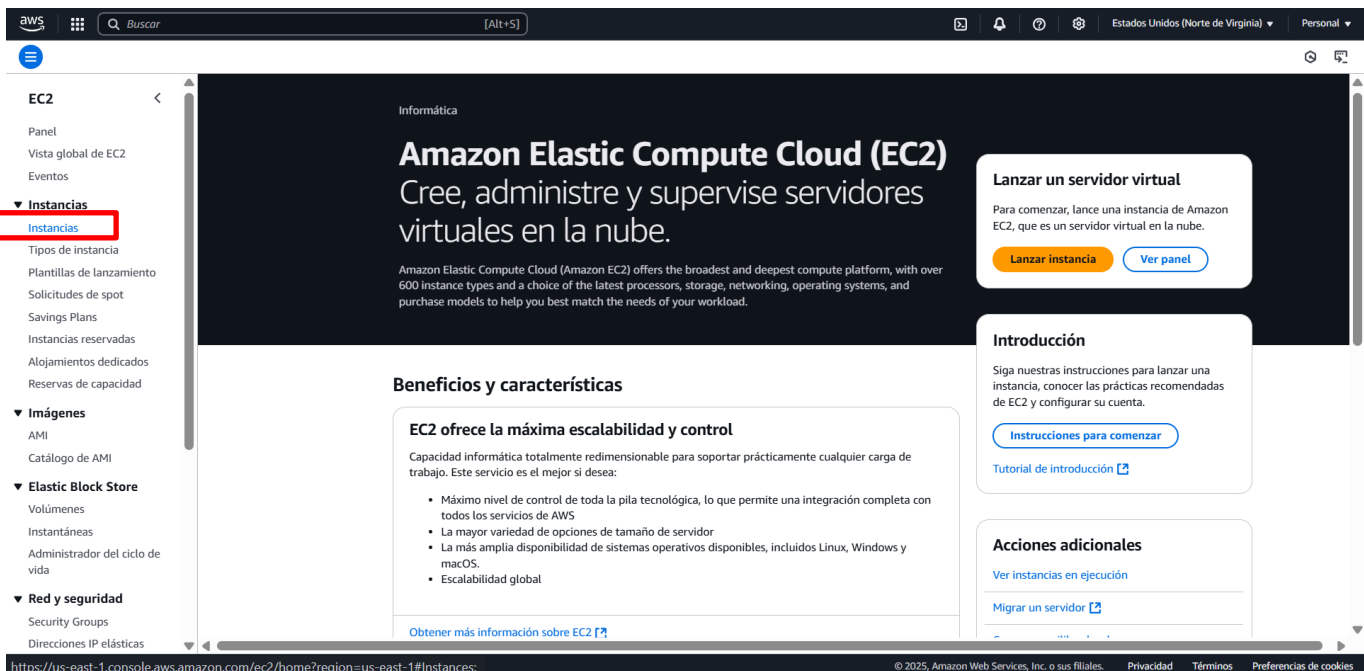 aws
Buscar
[Alt+S]
Estados Unidos (Norte de Virginia)
Personal
EC2
Panel
Vista global de EC2
Eventos
Instancias
Instancias
Tipos de instancia
Plantillas de lanzamiento
Solicitudes de spot
Savings Plans
Instancias reservadas
Alojamientos dedicados
Reservas de capacidad
Imágenes
AMI
Catálogo de AMI
Elastic Block Store
Volúmenes
Instantáneas
Administrador del ciclo de
vida
Red y seguridad
Security Groups
Direcciones IP elásticas
Informática
Amazon Elastic Compute Cloud (EC2)
Cree, administre y supervise servidores
virtuales en la nube.
Amazon Elastic Compute Cloud (Amazon EC2) offers the broadest and deepest compute platform, with over
600 instance types and a choice of the latest processors, storage, networking, operating systems, and
purchase models to help you best match the needs of your workload.
Lanzar un servidor virtual
Para comenzar, lance una instancia de Amazon
EC2, que es un servidor virtual en la nube.
Lanzar instancia
Ver panel
Beneficios y características
EC2 ofrece la máxima escalabilidad y control
Capacidad informática totalmente redimensionable para soportar prácticamente cualquier carga de
trabajo. Este servicio es el mejor si desea:
• Máximo nivel de control de toda la pila tecnológica, lo que permite una integración completa con
todos los servicios de AWS
• La mayor variedad de opciones de tamaño de servidor
• La más amplia disponibilidad de sistemas operativos disponibles, incluidos Linux, Windows y
macOS.
• Escalabilidad global
Obtener más información sobre EC2
Introducción
Siga nuestras instrucciones para lanzar una
instancia, conocer las prácticas recomendadas
de EC2 y configurar su cuenta.
Instrucciones para comenzar
Tutorial de introducción
Acciones adicionales
Ver instancias en ejecución
Migrar un servidor
https://us-east-1.console.aws.amazon.com/ec2/home?region=us-east-1#Instances:
© 2025, Amazon Web Services, Inc. o sus filiales.
Privacidad
Términos
Preferencias de cookies